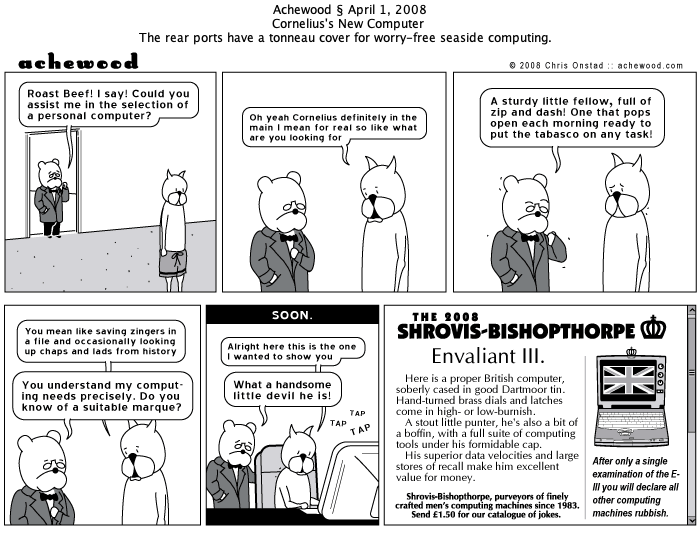 Achewood § April 1, 2008
Cornelius's New Computer
The rear ports have a tonneau cover for worry-free seaside computing.
achewood
© 2008 Chris Onstad :: achewood.com
Roast Beef! I say! Could you
assist me in the selection of
a personal computer?
Oh yeah Cornelius definitely in the
main I mean for real so like what
are you looking for
A sturdy little fellow, full of
zip and dash! One that pops
open each morning ready to
put the tabasco on any task!
You mean like saving zingers in
a file and occasionally looking
up chaps and lads from history
You understand my comput-
ing needs precisely. Do you
know of a suitable marque?
SOON.
Alright here this is the one
I wanted to show you
What a handsome
little devil he is!
TAP
TAP
TAP
THE 2008
SHROVIS-BISHOPTHORPE
Envaliant III.
Here is a proper British computer,
soberly cased in good Dartmoor tin.
Hand-turned brass dials and latches
come in high- or low-burnish.
A stout little punter, he's also a bit of
a boffin, with a full suite of computing
tools under his formidable cap.
His superior data velocities and large
stores of recall make him excellent
value for money.
Shrovis-Bishopthorpe, purveyors of finely
crafted men's computing machines since 1983.
Send £1.50 for our catalogue of jokes.
After only a single
examination of the E-
III you will declare all
other computing
machines rubbish.